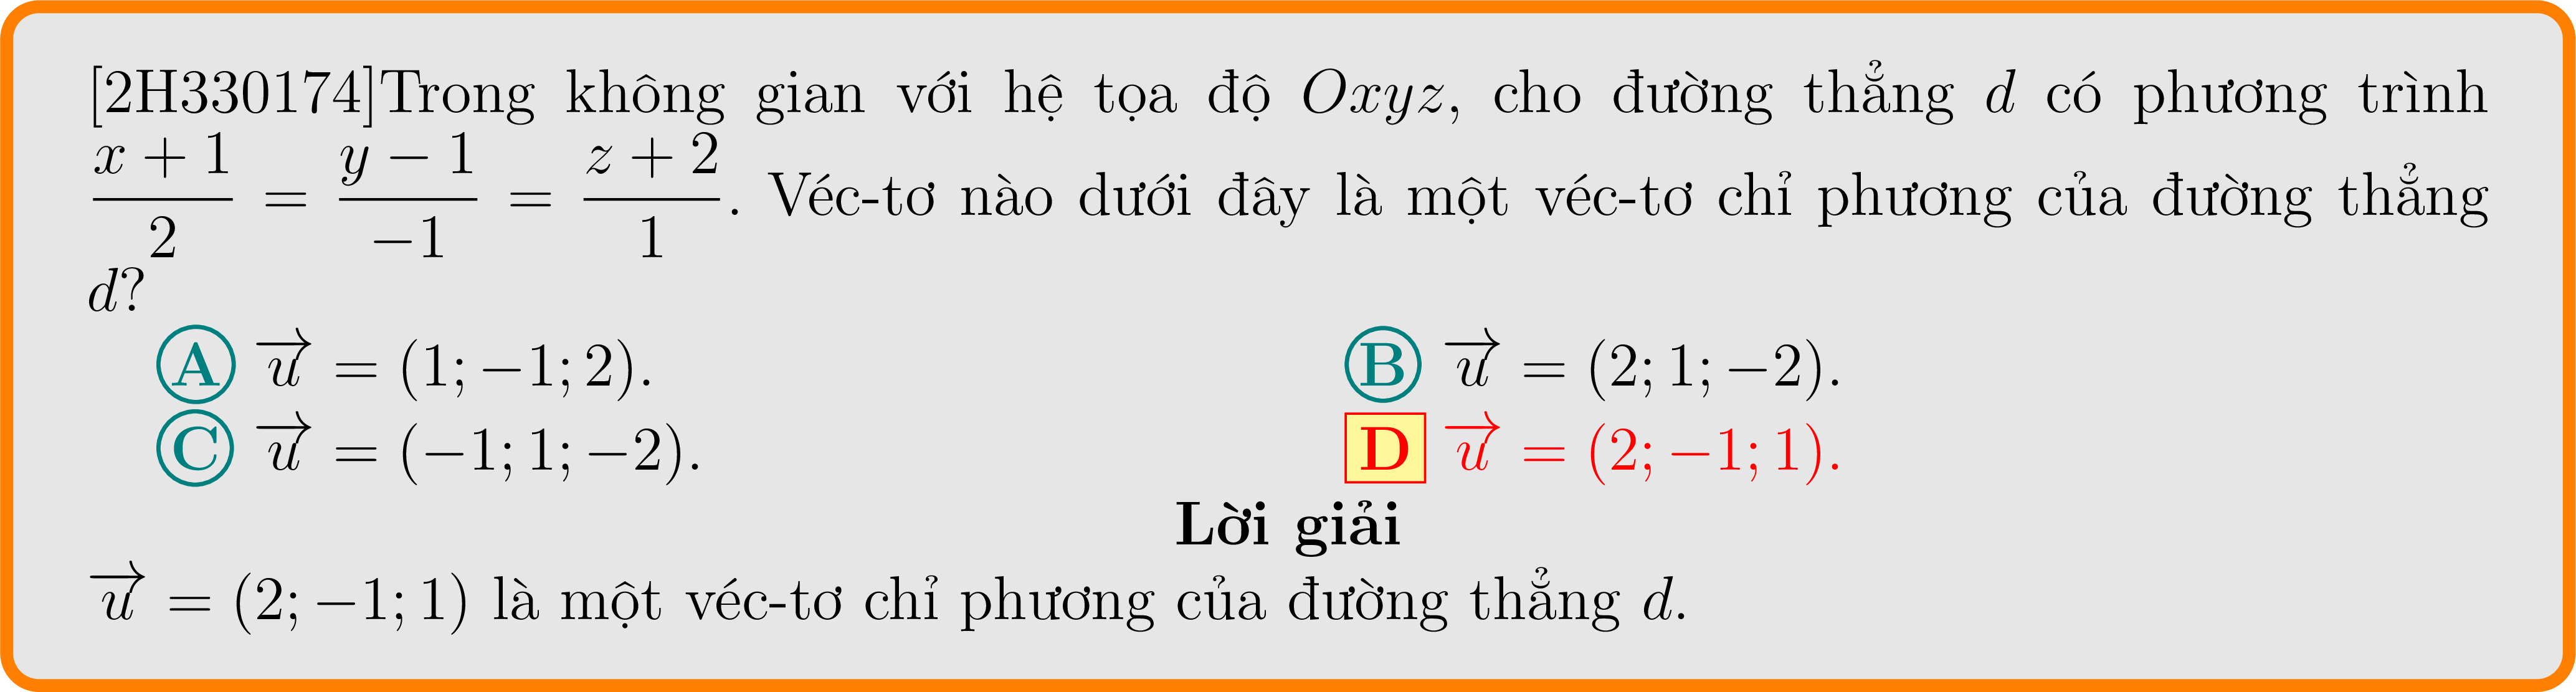 [2H330174]Trong không gian với hệ tọa độ $Oxyz$, cho đường thẳng $d$ có phương trình
$\dfrac{x+1}{2} = \dfrac{y-1}{-1} = \dfrac{z+2}{1}$. Véc-tơ nào dưới đây là một véc-tơ chỉ phương của đường thẳng
$d$?
A $\overrightarrow{u} = (1; -1; 2)$. B $\overrightarrow{u} = (2; 1; -2)$.
C $\overrightarrow{u} = (-1; 1; -2)$. D $\overrightarrow{u} = (2; -1; 1)$.
Lời giải
$\overrightarrow{u} = (2; -1; 1)$ là một véc-tơ chỉ phương của đường thẳng $d$.